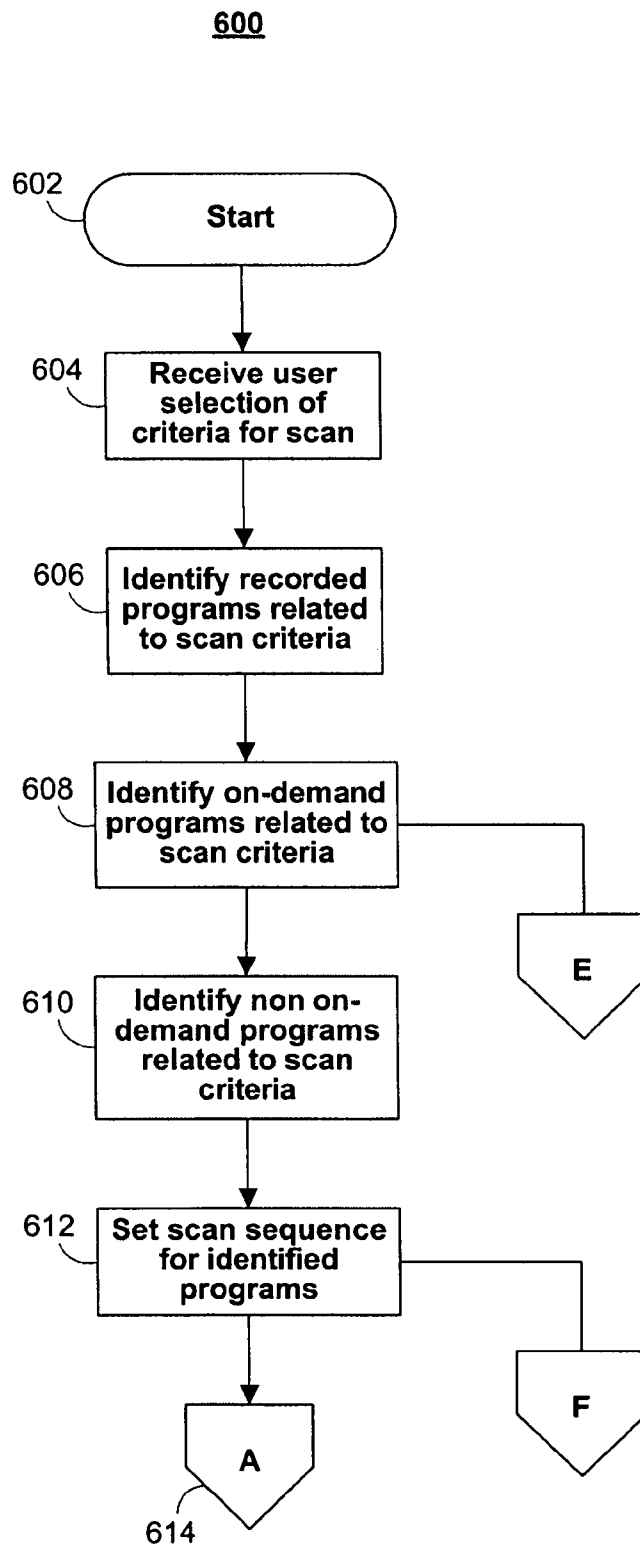 600
602
Start
604
Receive user
selection of
criteria for scan
606
Identify recorded
programs related
to scan criteria
608
Identify on-demand
programs related to
scan criteria
E
610
Identify non on-
demand programs
related to scan
criteria
612
Set scan sequence
for identified
programs
F
A
614